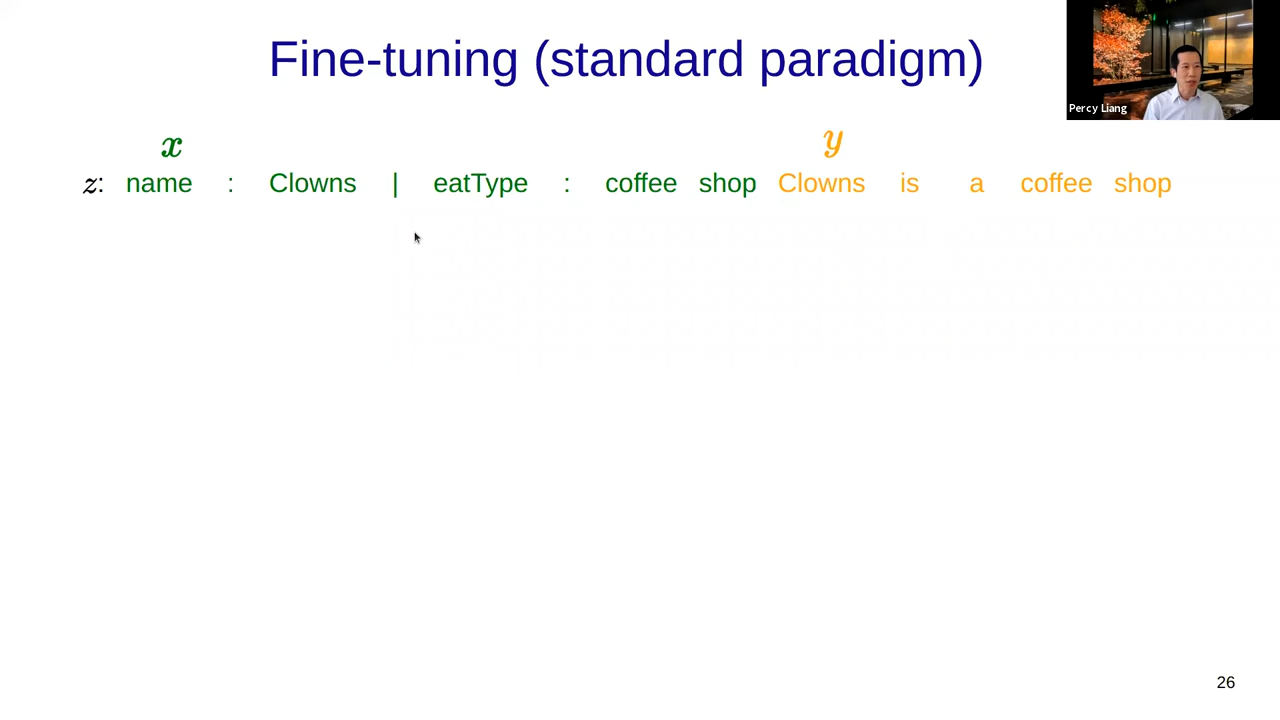 Fine-tuning (standard paradigm)
Percy Liang
x y
z: name : Clowns | eatType : coffee shop Clowns is a coffee shop
26